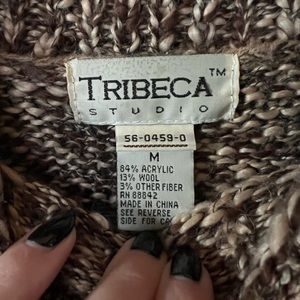 TRIBECA™
STUDIO
56-0459-0
M
84% ACRYLIC
13% WOOL
3% OTHER FIBER
RN 88842
MADE IN CHINA
SEE REVERSE
SIDE FOR